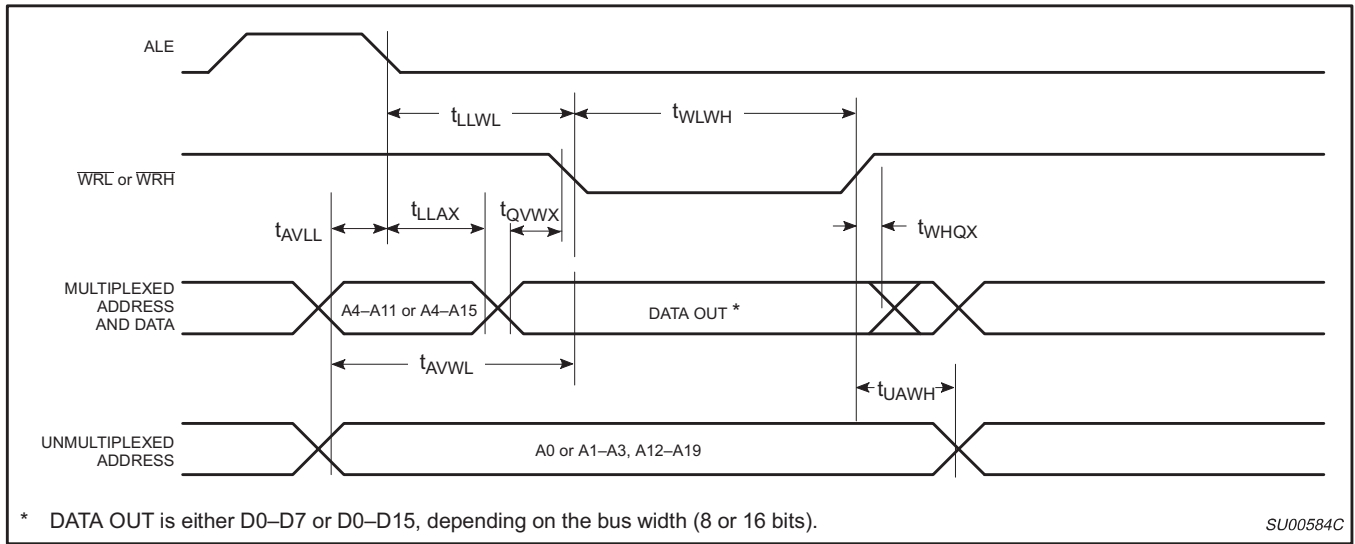 ALE
tLLWL
tWLWH
WRL or WRH
tAVLL
tLLAX
tQVWX
tWHQX
MULTIPLEXED
ADDRESS
AND DATA
A4–A11 or A4–A15
DATA OUT *
tAVWL
tUAWH
UNMULTIPLEXED
ADDRESS
A0 or A1–A3, A12–A19
* DATA OUT is either D0–D7 or D0–D15, depending on the bus width (8 or 16 bits).
SU00584C